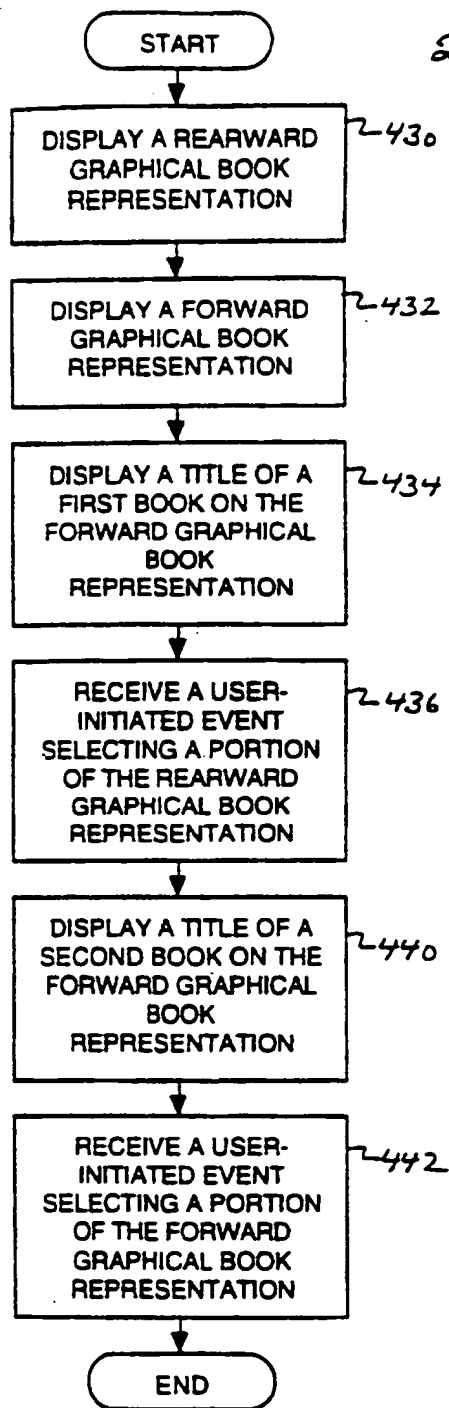 START
DISPLAY A REARWARD
GRAPHICAL BOOK
REPRESENTATION
430
DISPLAY A FORWARD
GRAPHICAL BOOK
REPRESENTATION
432
DISPLAY A TITLE OF A
FIRST BOOK ON THE
FORWARD GRAPHICAL
BOOK
REPRESENTATION
434
RECEIVE A USER-
INITIATED EVENT
SELECTING A PORTION
OF THE REARWARD
GRAPHICAL BOOK
REPRESENTATION
436
DISPLAY A TITLE OF A
SECOND BOOK ON THE
FORWARD GRAPHICAL
BOOK
REPRESENTATION
440
RECEIVE A USER-
INITIATED EVENT
SELECTING A PORTION
OF THE FORWARD
GRAPHICAL BOOK
REPRESENTATION
442
END